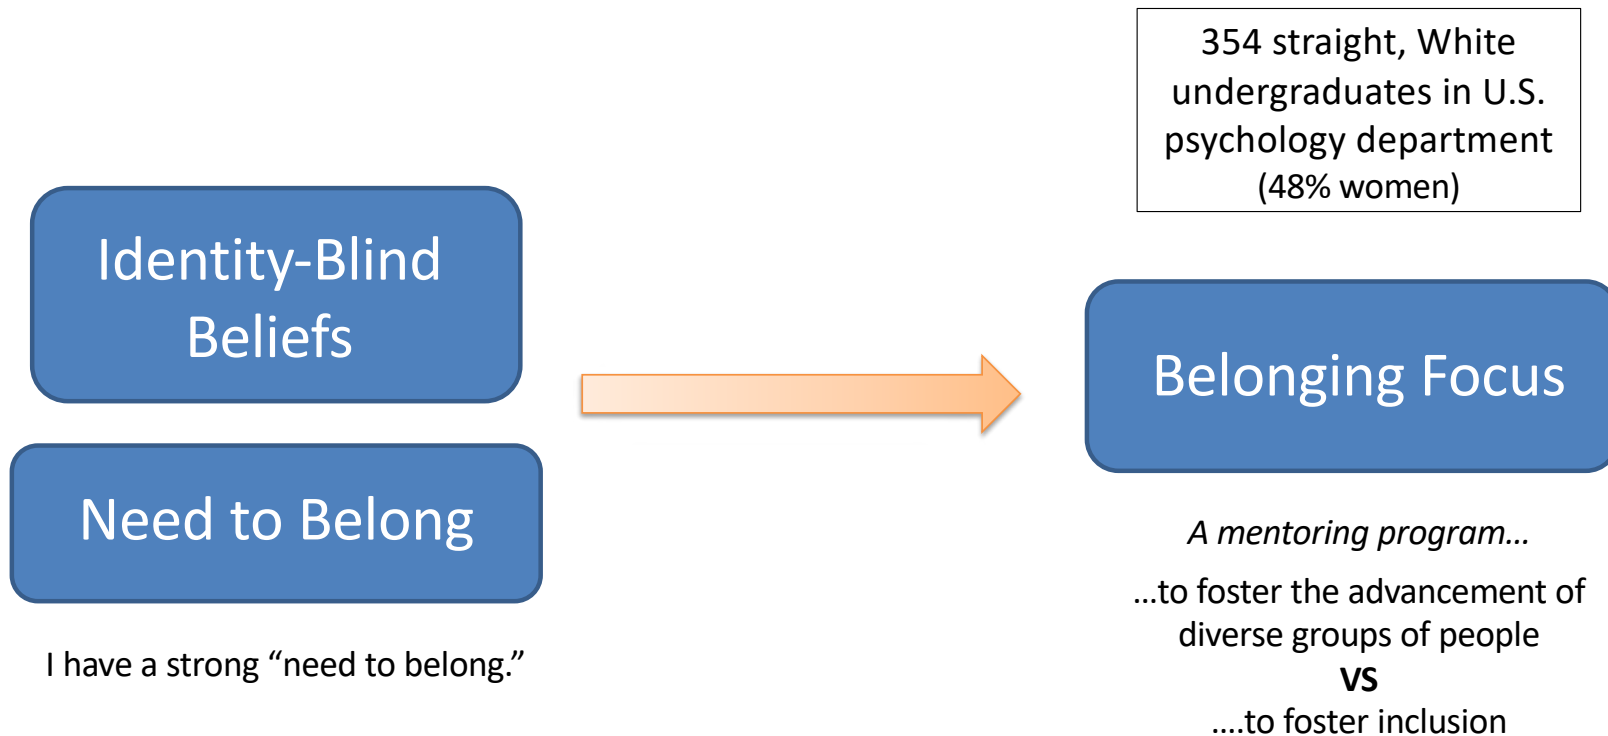 354 straight, White
undergraduates in U.S.
psychology department
(48% women)
Identity-Blind
Beliefs
Need to Belong
I have a strong “need to belong.”
Belonging Focus
A mentoring program…
…to foster the advancement of
diverse groups of people
VS
….to foster inclusion